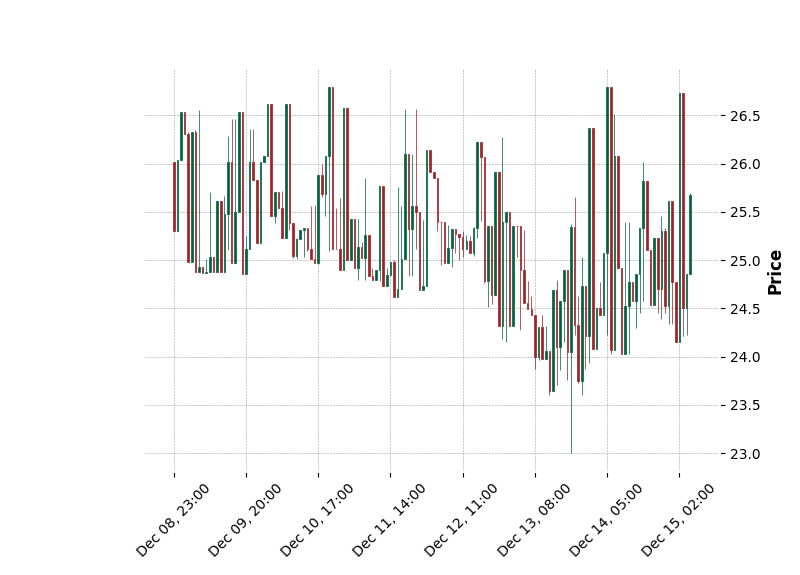 26.5
26.0
25.5
25.0
24.5
24.0
23.5
23.0
Price
Dec 08, 23:00
Dec 09, 20:00
Dec 10, 17:00
Dec 11, 14:00
Dec 12, 11:00
Dec 13, 08:00
Dec 14, 05:00
Dec 15, 02:00